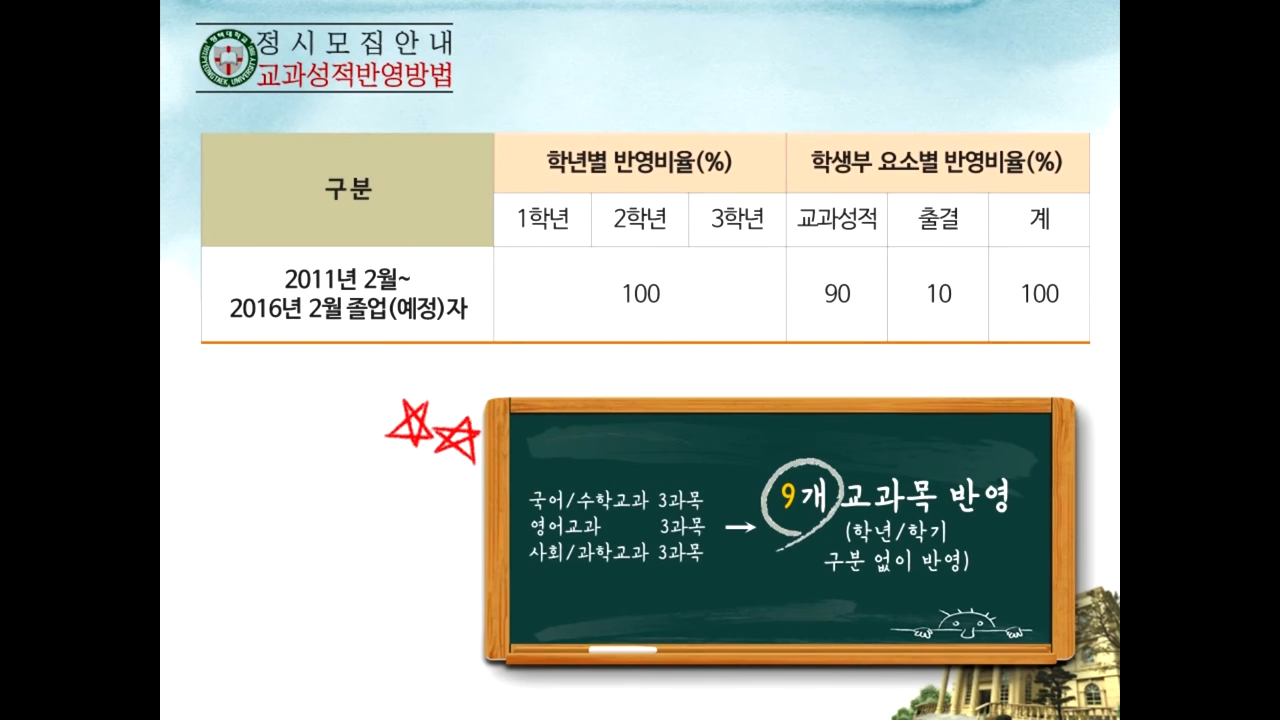 정시모집안내
교과성적반영방법
구분
학년별 반영비율(%)
학생부 요소별 반영비율(%)
1학년
2학년
3학년
교과성적
출결
계
2011년 2월~
2016년 2월 졸업(예정)자
100
90
10
100
국어/수학교과 3과목
영어교과 3과목
사회/과학교과 3과목
9개 교과목 반영
(학년/학기
구분 없이 반영)